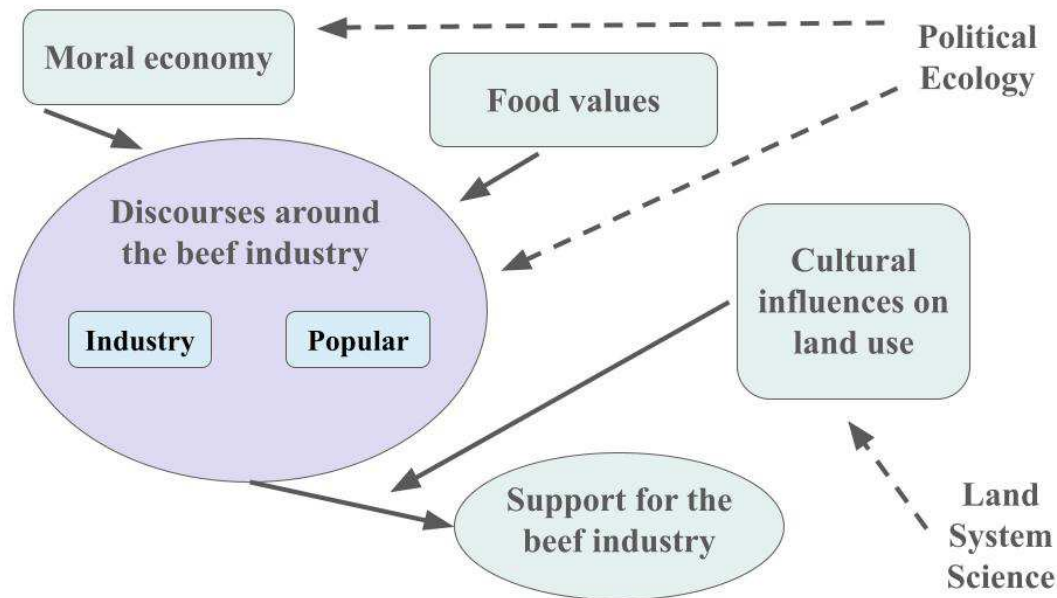 Moral economy
Political
Ecology
Food values
Discourses around
the beef industry
Industry
Popular
Cultural
influences on
land use
Support for the
beef industry
Land
System
Science